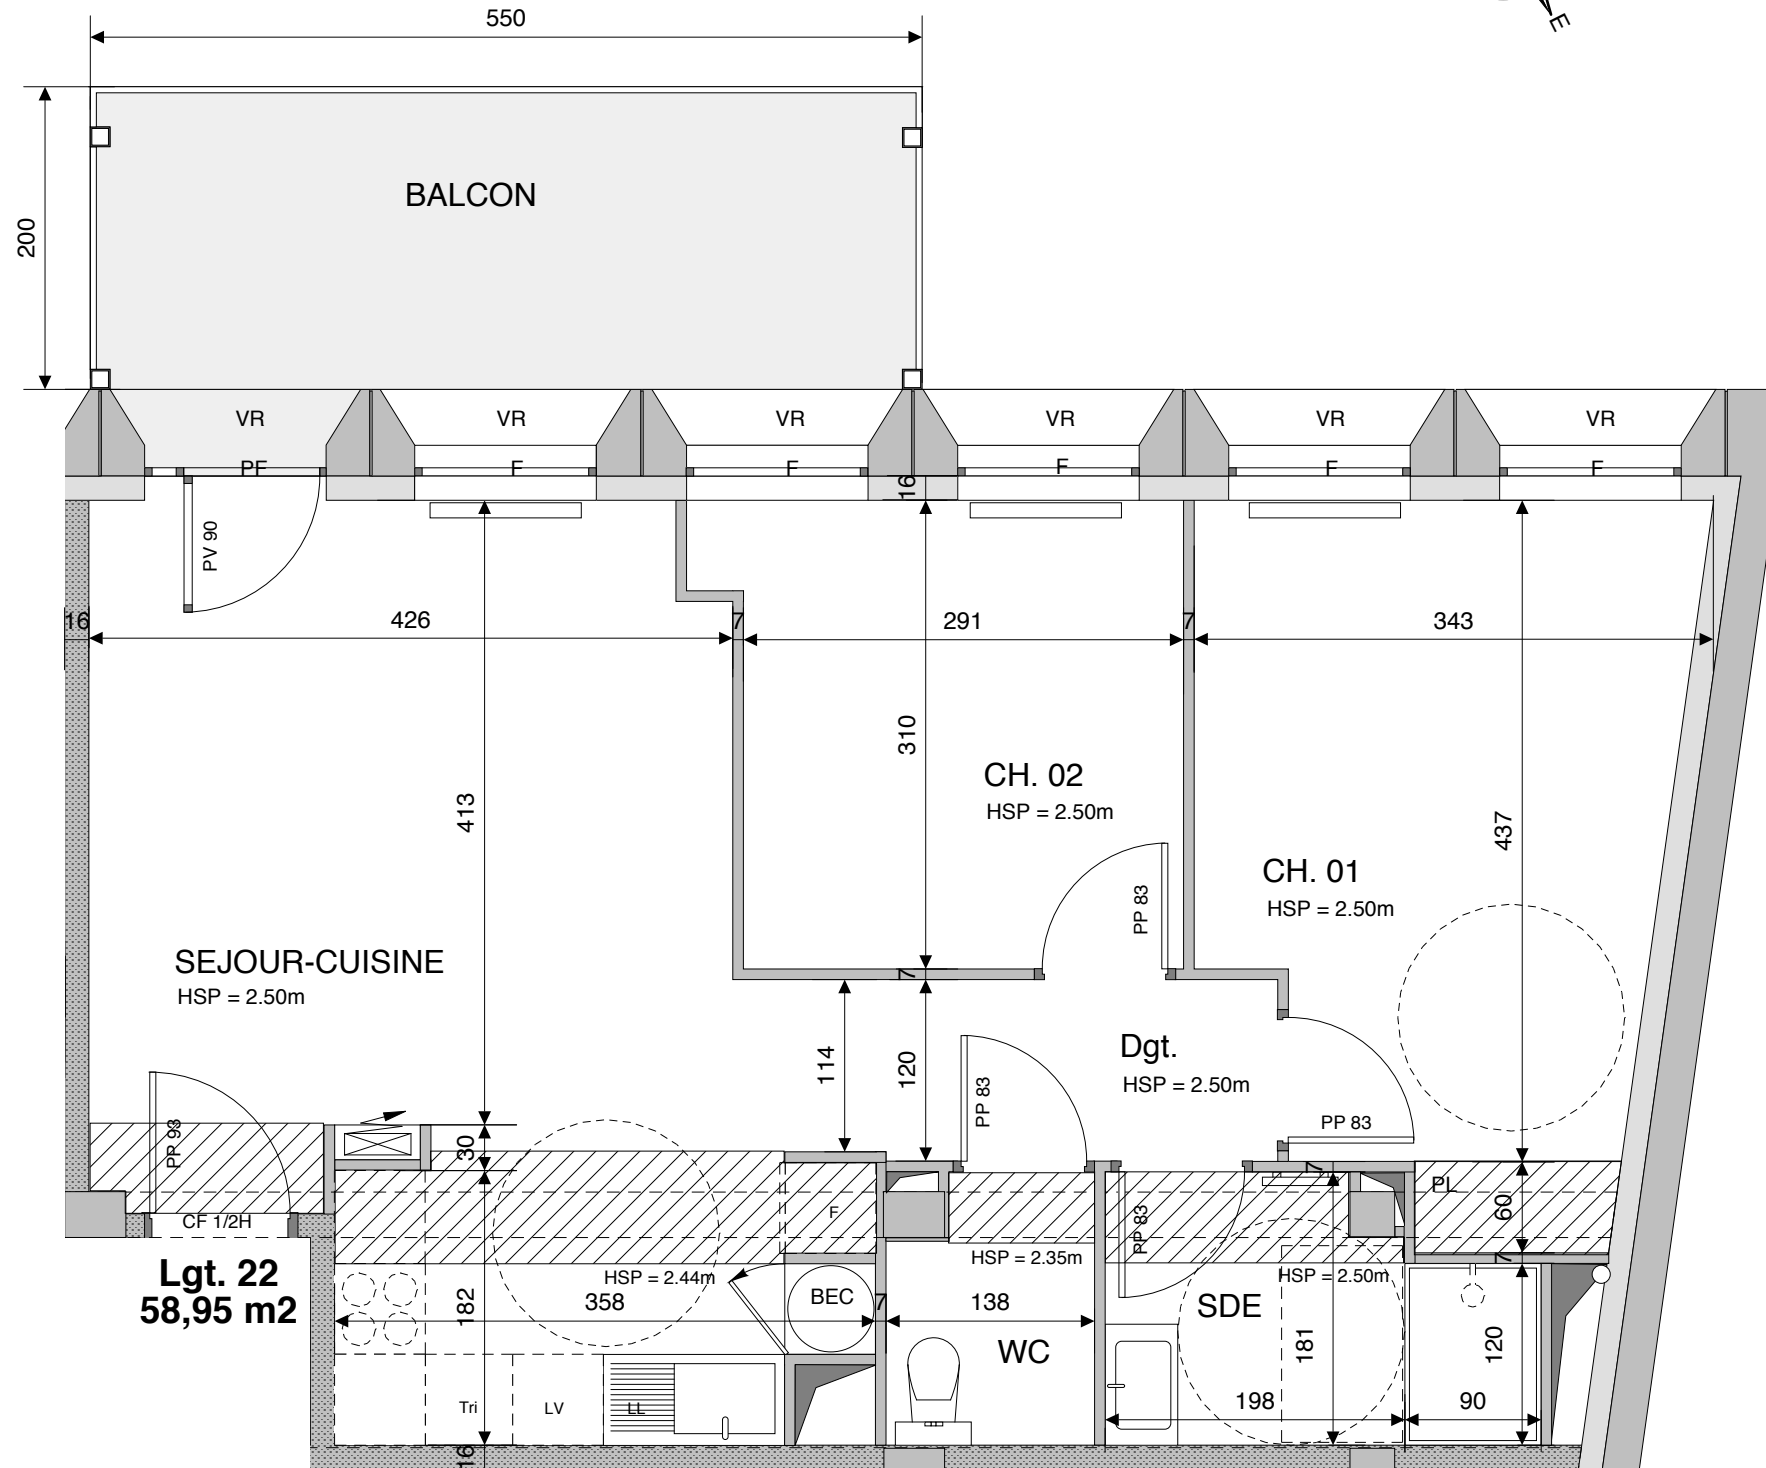 E
550
200
BALCON
VR
VR
VR
VR
VR
VR
PF
F
F
F
F
F
16
PV 90
16
426
7
291
7
343
413
310
437
CH. 02
HSP = 2.50m
PP 83
CH. 01
HSP = 2.50m
SEJOUR-CUISINE
HSP = 2.50m
7
114
120
Dgt.
HSP = 2.50m
PP 83
PP 83
PP 93
30
7
PL
60
F
CF 1/2H
PP 83
7
HSP = 2.35m
HSP = 2.44m
HSP = 2.50m
Lgt. 22
58,95 m2
182
358
BEC
7
138
SDE
WC
181
120
198
90
Tri
LV
LL
16